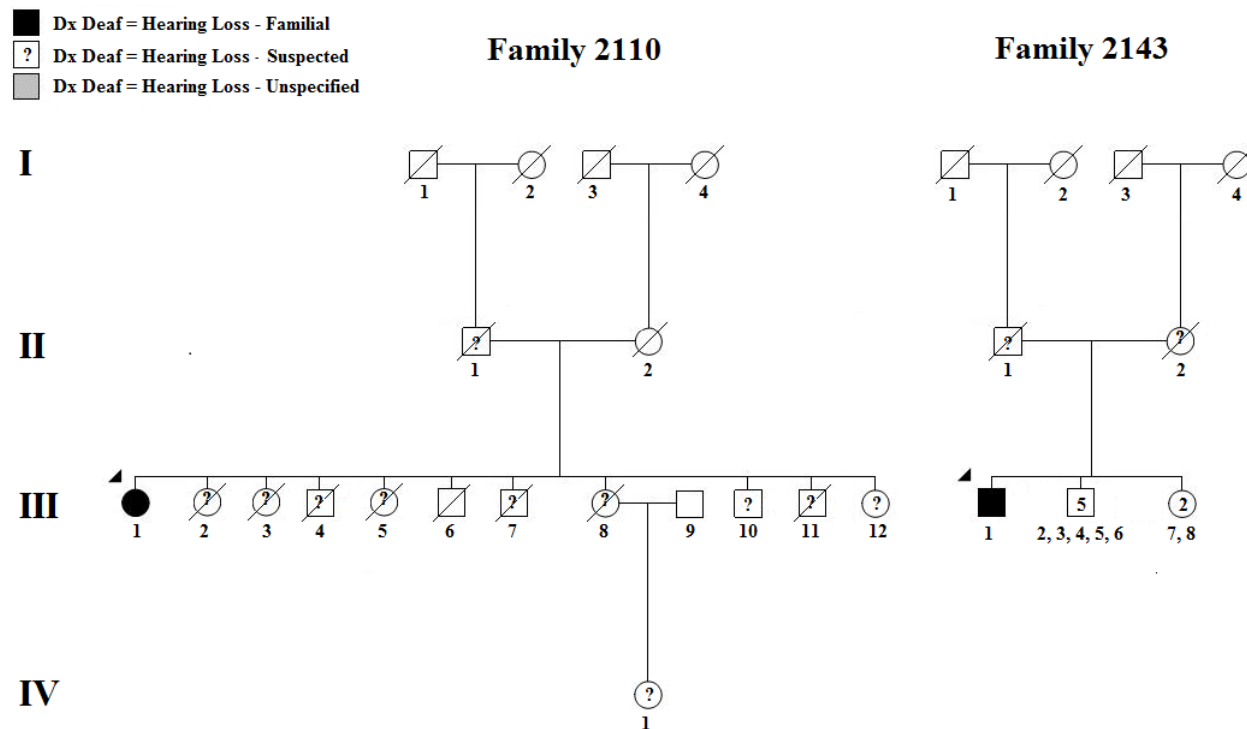 Dx Deaf = Hearing Loss - Familial
? Dx Deaf = Hearing Loss - Suspected
Dx Deaf = Hearing Loss - Unspecified
Family 2110 Family 2143
I
1 2 3 4 1 2 3 4
II
? ? ?
1 2 1 2
III
? ? ? ? ? ? ? ? ? 5 2
1 2 3 4 5 6 7 8 9 10 11 12 1 2, 3, 4, 5, 6 7, 8
IV
?
1